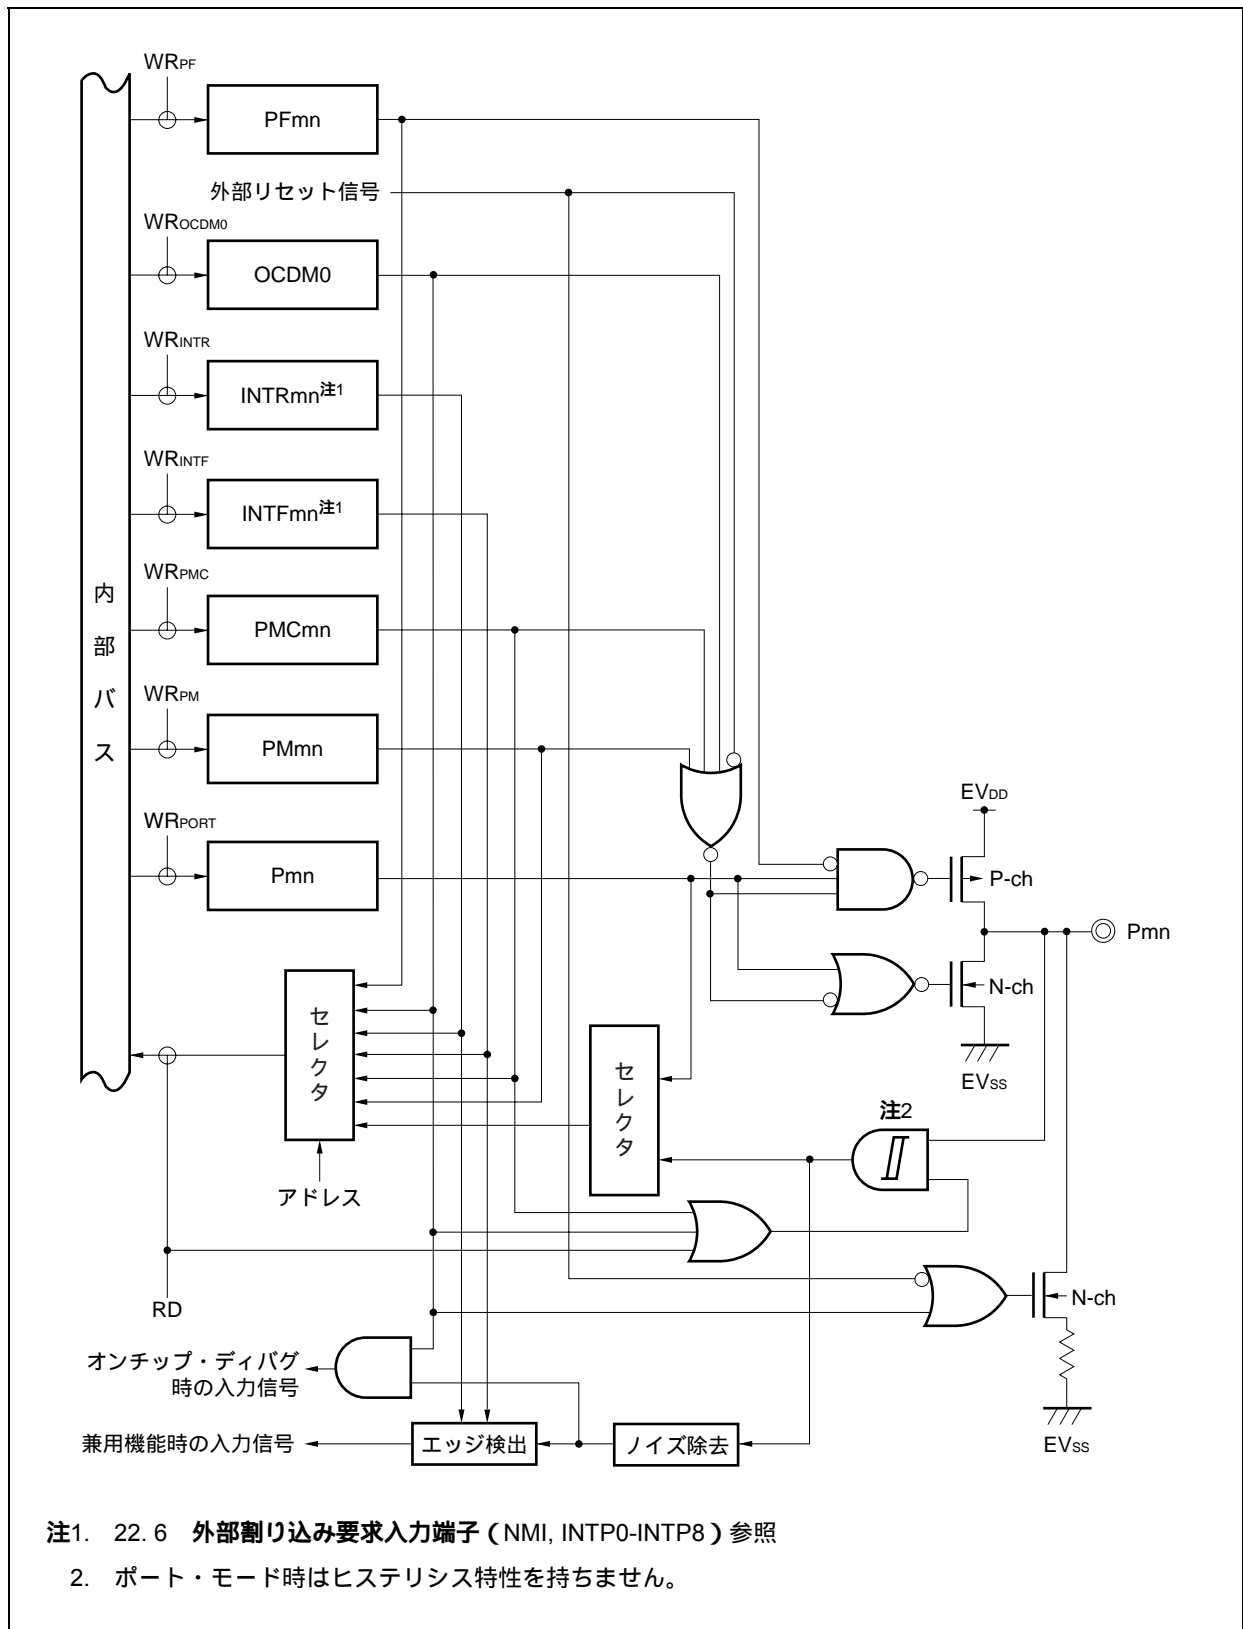 WRPF
PFmn
外部リセット信号
WROCDM0
OCDM0
WRINTR
INTRmn注1
WRINTF
INTFmn注1
WRPMC
PMCmn
WRPM
PMmn
WRPORT
Pmn
内部バス
EVDD
P-ch
Pmn
N-ch
EVSS
セレクタ
セレクタ
注2
アドレス
RD
N-ch
EVSS
オンチップ・ディバグ
時の入力信号
兼用機能時の入力信号
エッジ検出
ノイズ除去
注1. 22. 6 外部割り込み要求入力端子（NMI, INTP0-INTP8）参照
2. ポート・モード時はヒステリシス特性を持ちません。